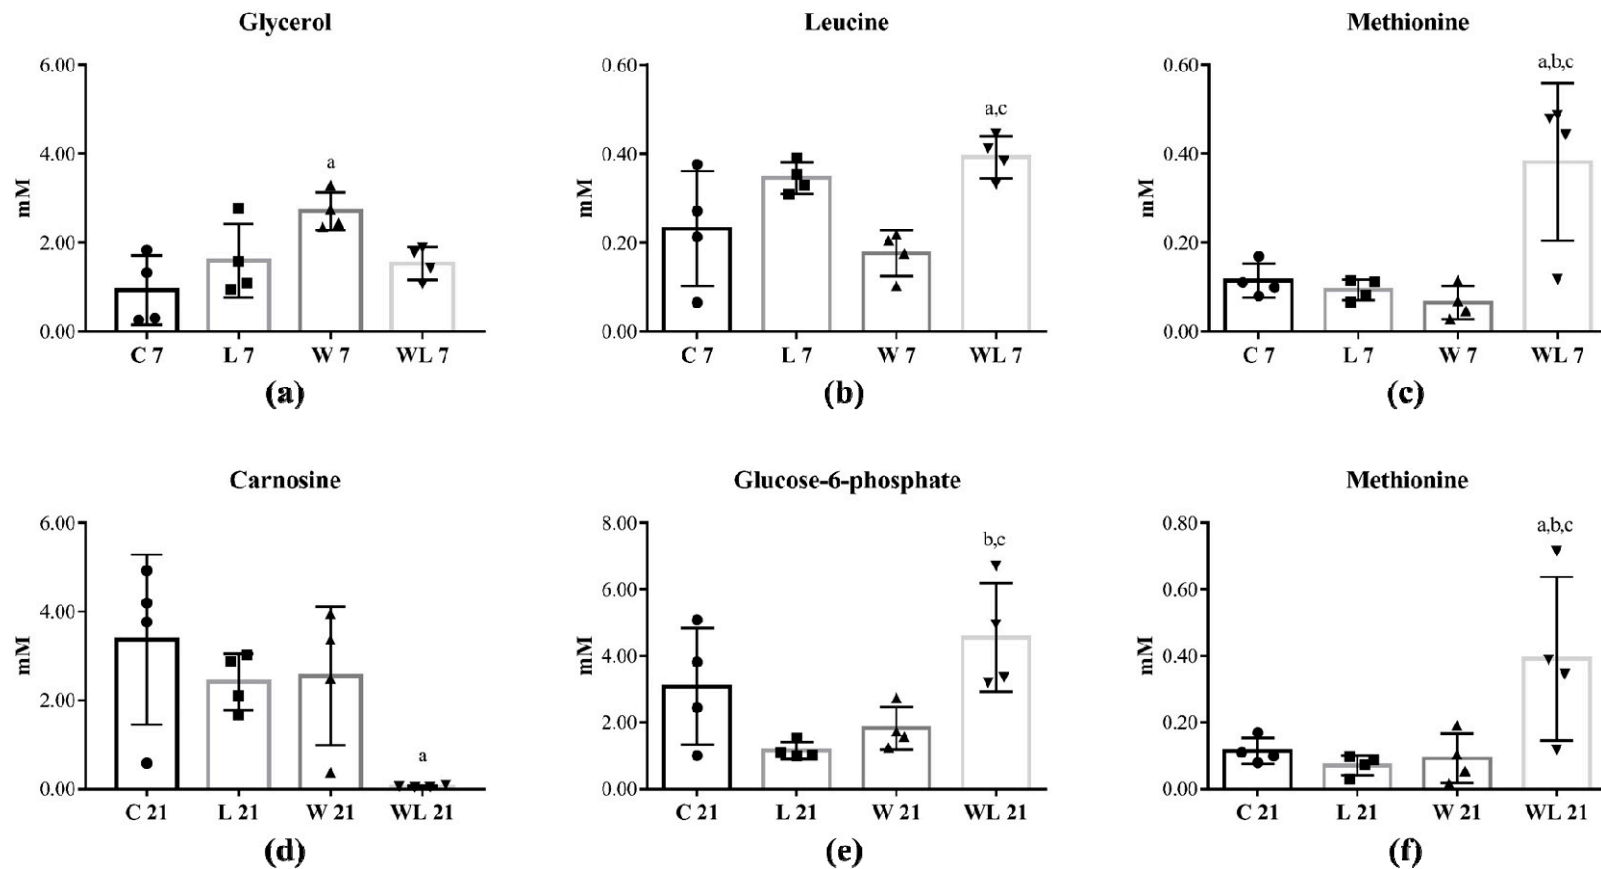 Glycerol
6.00
4.00
2.00
0.00
mM
a
C 7 L 7 W 7 WL 7
(a)
Leucine
0.60
0.40
0.20
0.00
mM
a,c
C 7 L 7 W 7 WL 7
(b)
Methionine
0.60
0.40
0.20
0.00
mM
a,b,c
C 7 L 7 W 7 WL 7
(c)
Carnosine
6.00
4.00
2.00
0.00
mM
a
C 21 L 21 W 21 WL 21
(d)
Glucose-6-phosphate
8.00
6.00
4.00
2.00
0.00
mM
b,c
C 21 L 21 W 21 WL 21
(e)
Methionine
0.80
0.60
0.40
0.20
0.00
mM
a,b,c
C 21 L 21 W 21 WL 21
(f)